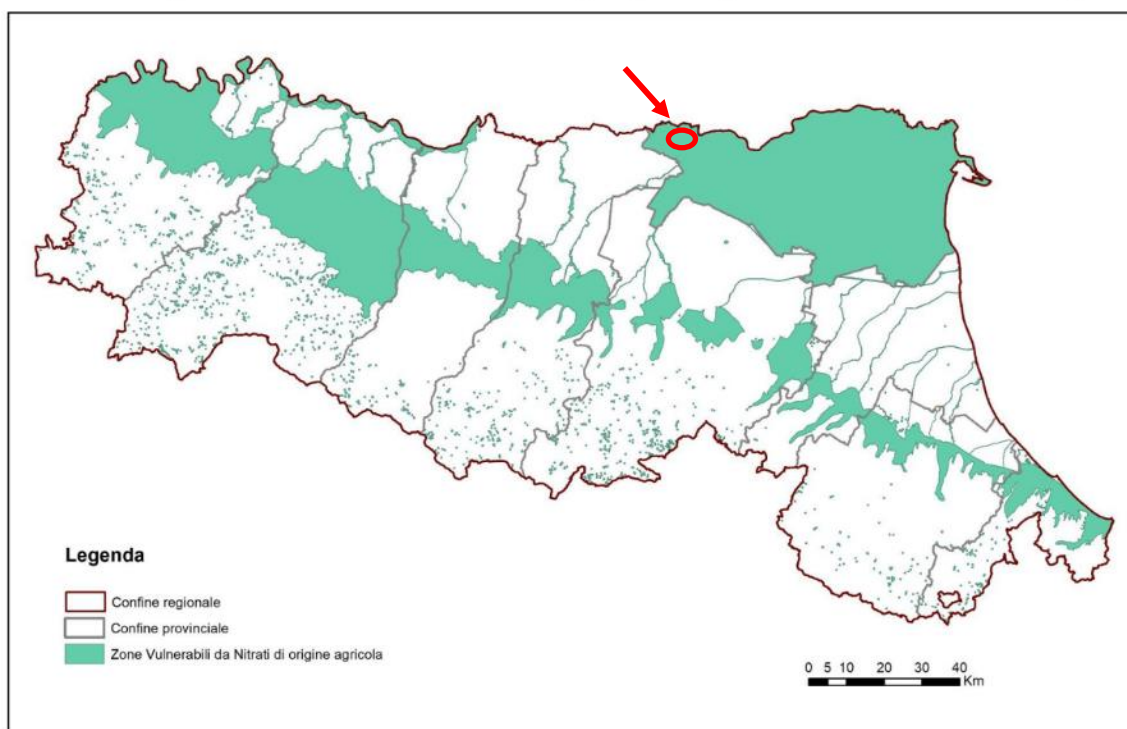 Legenda
Confine regionale
Confine provinciale
Zone Vulnerabili da Nitrati di origine agricola
0 5 10 20 30 40
Km